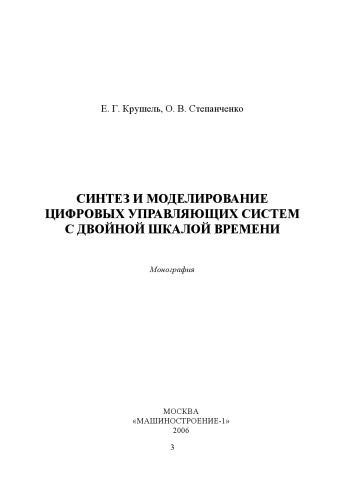 Е. Г. Крушель, О. В. Степанченко
СИНТЕЗ И МОДЕЛИРОВАНИЕ
ЦИФРОВЫХ УПРАВЛЯЮЩИХ СИСТЕМ
С ДВОЙНОЙ ШКАЛОЙ ВРЕМЕНИ
Монография
МОСКВА
«МАШИНОСТРОЕНИЕ-1»
2006
3